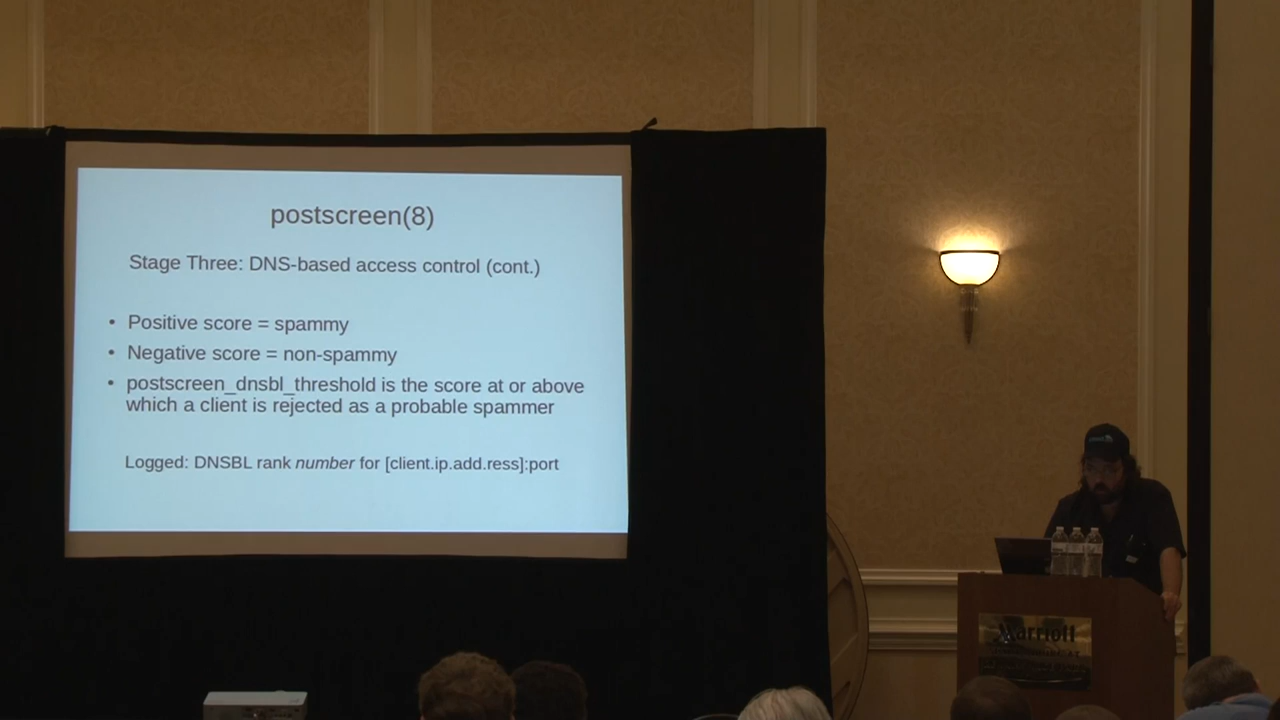 postscreen(8)
Stage Three: DNS-based access control (cont.)
• Positive score = spammy
• Negative score = non-spammy
• postscreen_dnsbl_threshold is the score at or above
which a client is rejected as a probable spammer
Logged: DNSBL rank number for [client.ip.add.ress]:port
Marriott